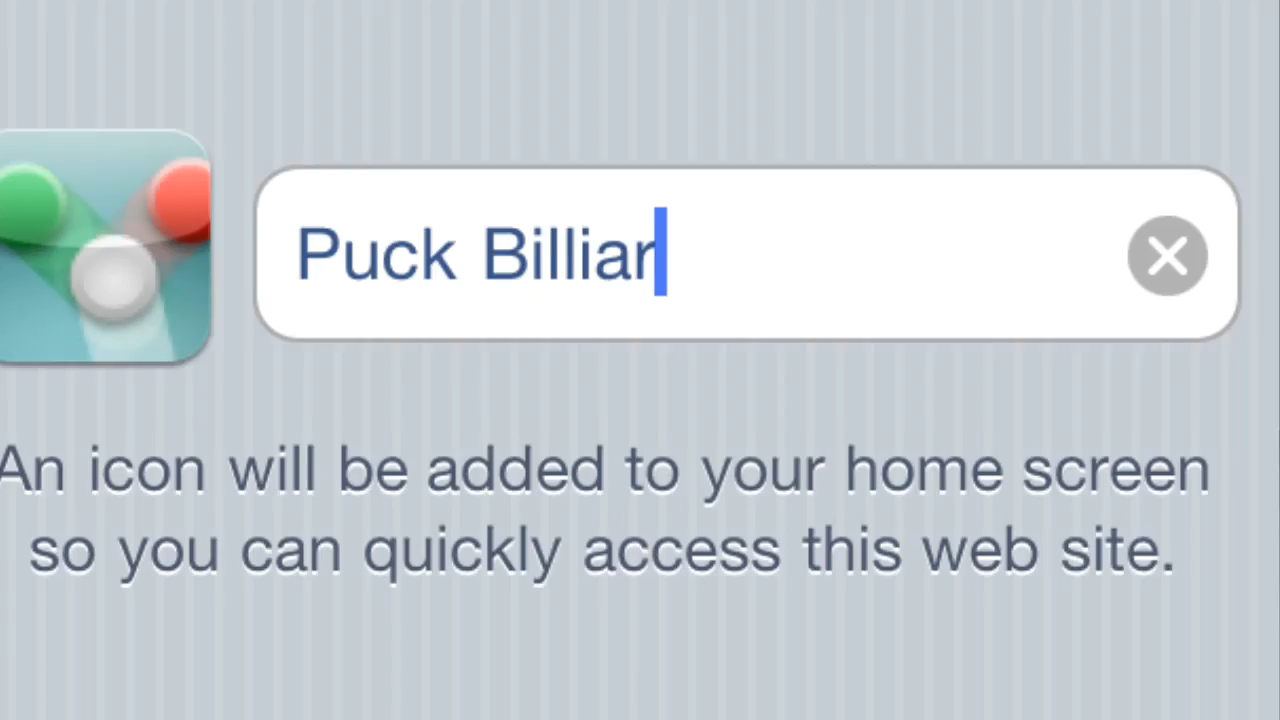 Puck Billiar
An icon will be added to your home screen
so you can quickly access this web site.